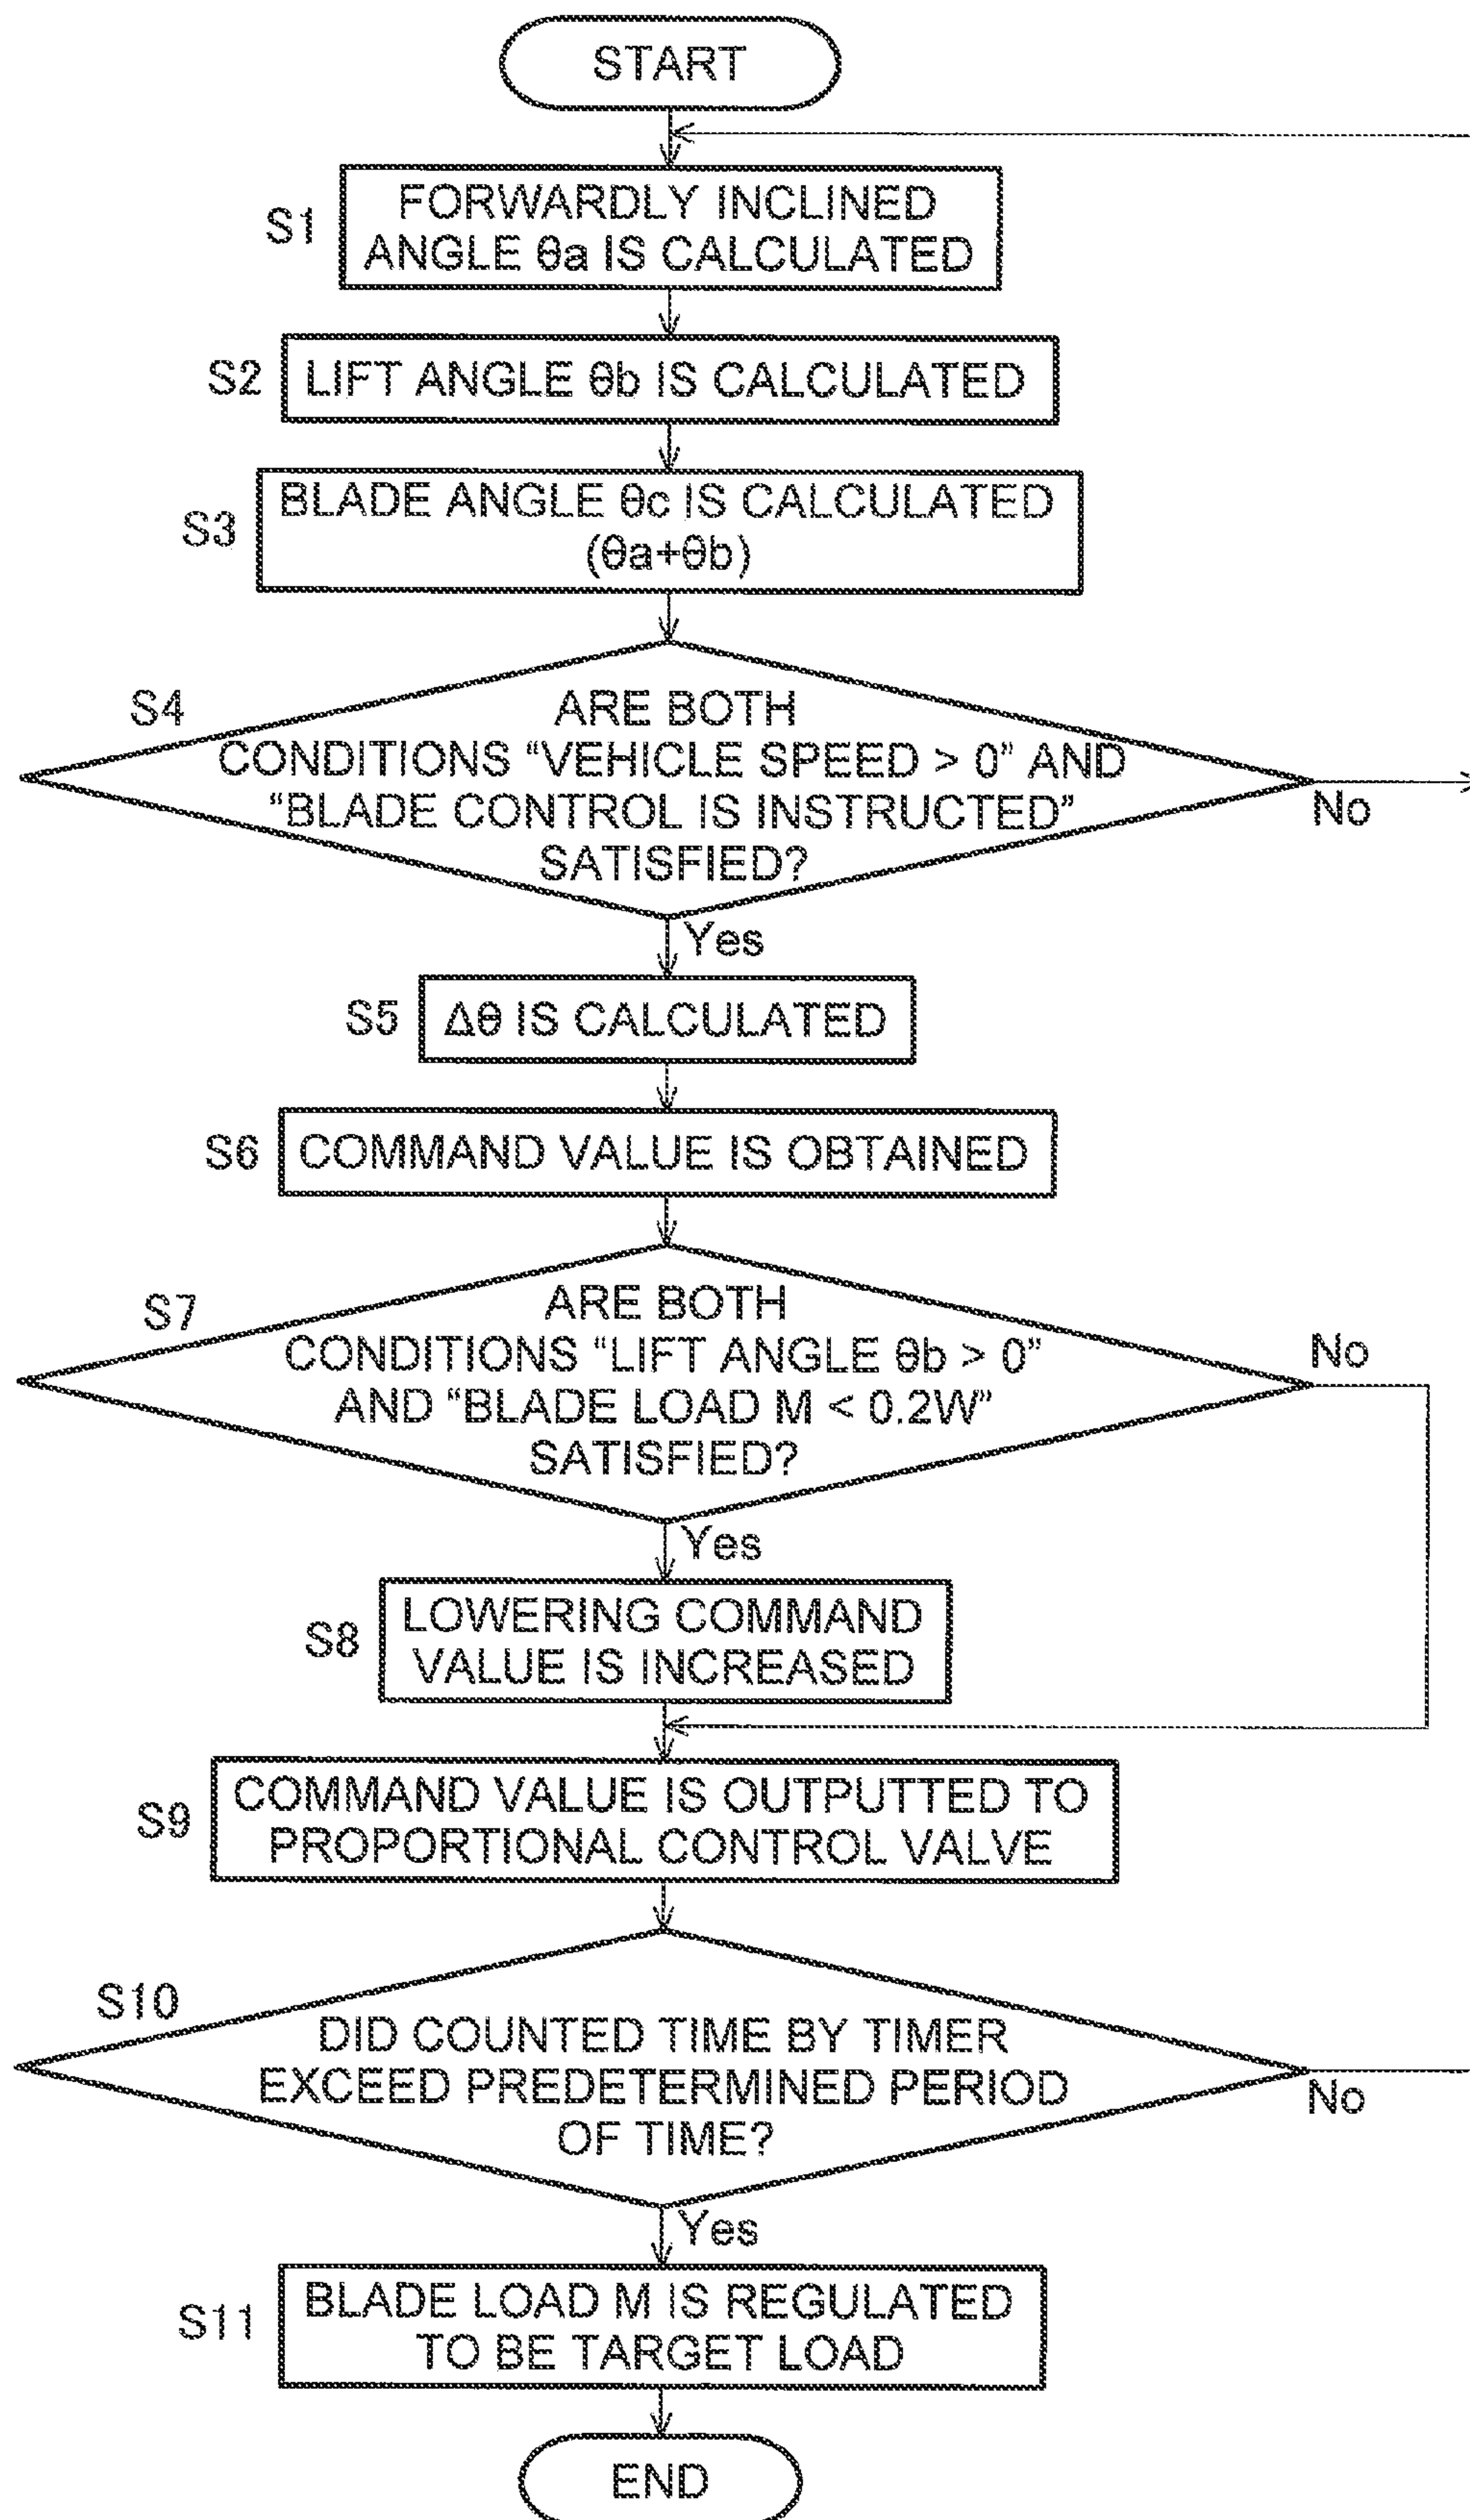 START
S1
FORWARDLY INCLINED
ANGLE θa IS CALCULATED
S2
LIFT ANGLE θb IS CALCULATED
S3
BLADE ANGLE θc IS CALCULATED
(θa+θb)
S4
ARE BOTH
CONDITIONS “VEHICLE SPEED > 0” AND
“BLADE CONTROL IS INSTRUCTED”
SATISFIED?
No
Yes
S5
Δθ IS CALCULATED
S6
COMMAND VALUE IS OBTAINED
S7
ARE BOTH
CONDITIONS “LIFT ANGLE θb > 0”
AND “BLADE LOAD M < 0.2W”
SATISFIED?
No
Yes
S8
LOWERING COMMAND
VALUE IS INCREASED
S9
COMMAND VALUE IS OUTPUTTED TO
PROPORTIONAL CONTROL VALVE
S10
DID COUNTED TIME BY TIMER
EXCEED PREDETERMINED PERIOD
OF TIME?
No
Yes
S11
BLADE LOAD M IS REGULATED
TO BE TARGET LOAD
END